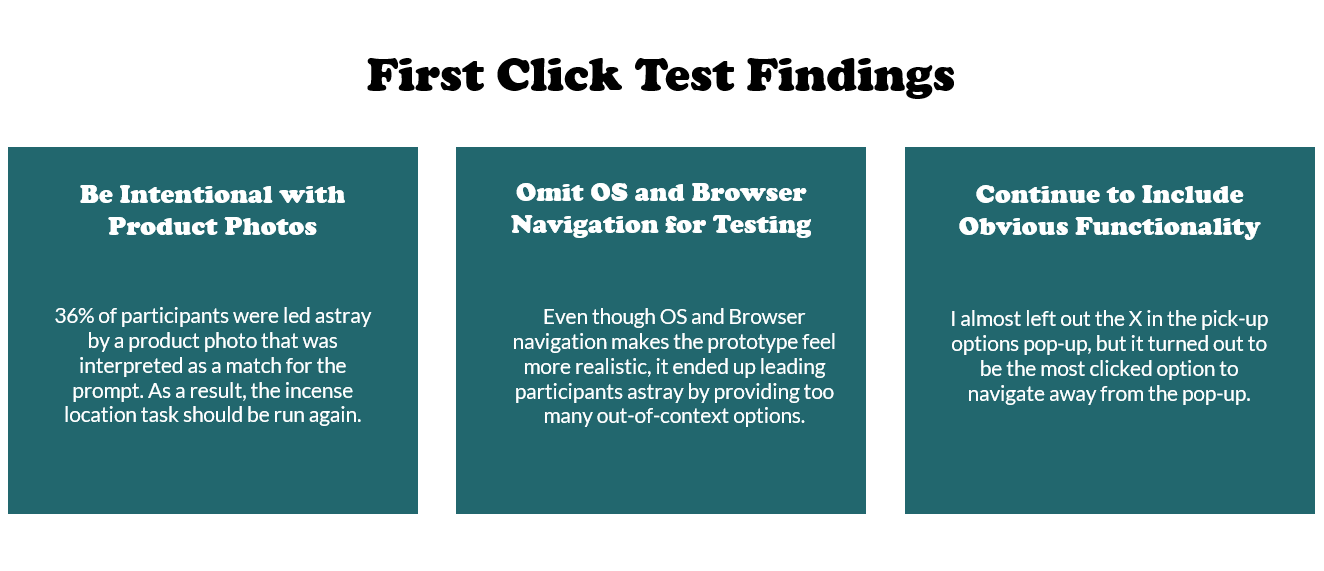 First Click Test Findings
Be Intentional with
Product Photos
36% of participants were led astray
by a product photo that was
interpreted as a match for the
prompt. As a result, the incense
location task should be run again.
Omit OS and Browser
Navigation for Testing
Even though OS and Browser
navigation makes the prototype feel
more realistic, it ended up leading
participants astray by providing too
many out-of-context options.
Continue to Include
Obvious Functionality
I almost left out the X in the pick-up
options pop-up, but it turned out to
be the most clicked option to
navigate away from the pop-up.